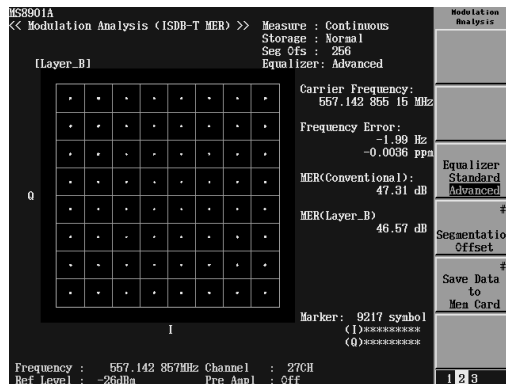 MS8901A
<< Modulation Analysis (ISDB-T MER) >>
Measure : Continuous
Storage : Normal
Seg Ofs : 256
[Layer_B]
Equalizer: Advanced
Carrier Frequency:
557.142 855 15 MHz
Frequency Error:
-1.99 Hz
-0.0036 ppm
MER(Conventional):
47.31 dB
Q
MER(Layer_B)
46.57 dB
Marker: 9217 symbol
(I)*********
(Q)*********
I
Frequency : 557.142 857MHz Channel : 27CH
Ref Level : -26dBm Pre Ampl : Off
Modulation
Analysis
Equalizer
Standard
Advanced
#
Segmentatio
Offset
#
Save Data
to
Mem Card
1 2 3